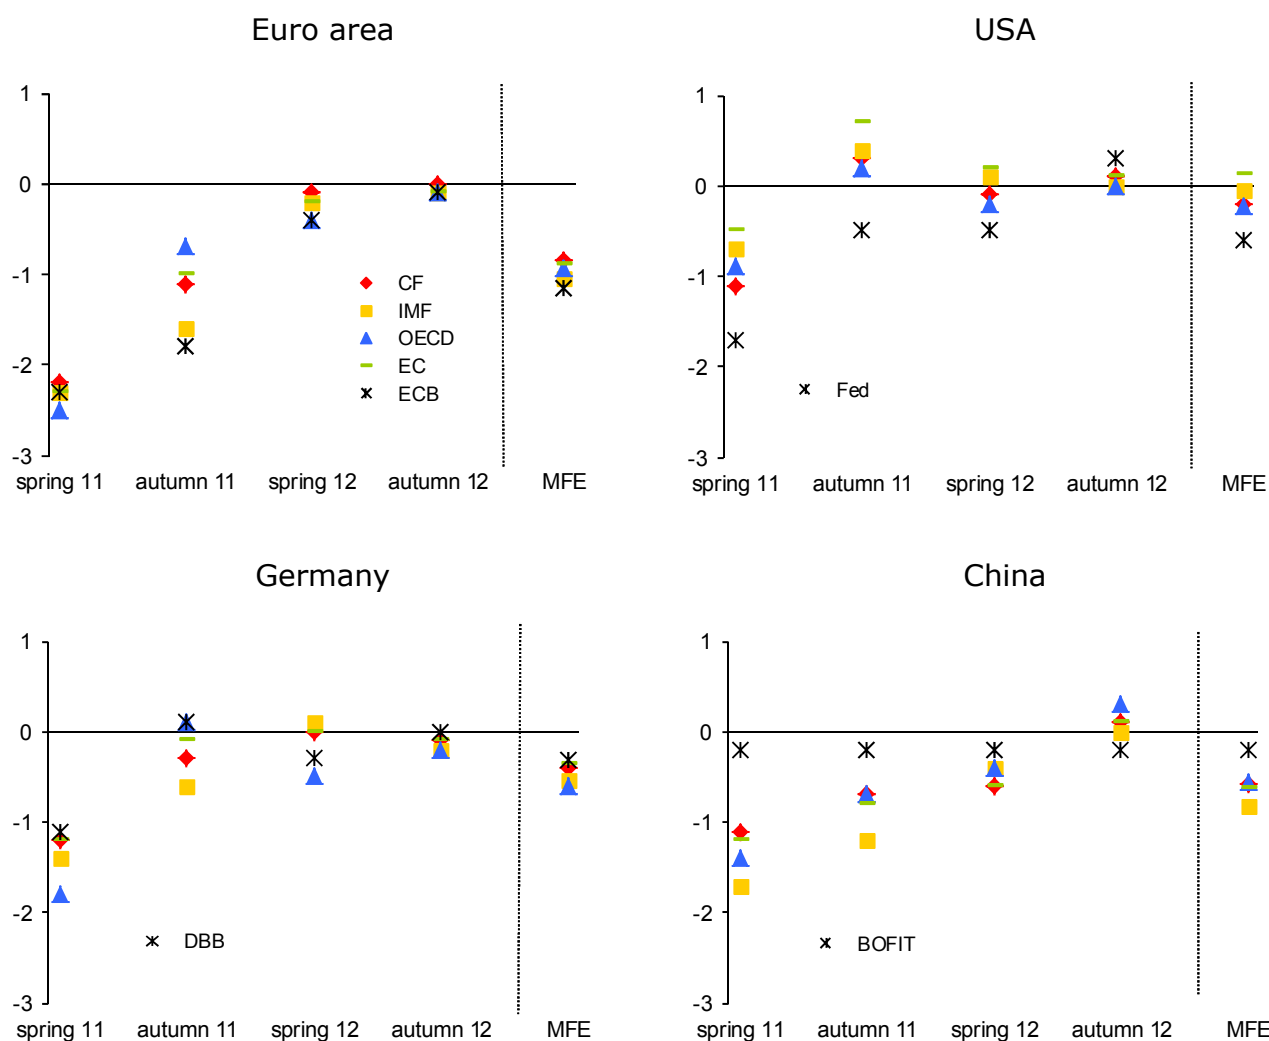 Euro area
1
0
-1
-2
-3
CF
IMF
OECD
EC
ECB
spring 11 autumn 11 spring 12 autumn 12 MFE
USA
1
0
-1
-2
-3
Fed
spring 11 autumn 11 spring 12 autumn 12 MFE
Germany
1
0
-1
-2
-3
DBB
spring 11 autumn 11 spring 12 autumn 12 MFE
China
1
0
-1
-2
-3
BOFIT
spring 11 autumn 11 spring 12 autumn 12 MFE